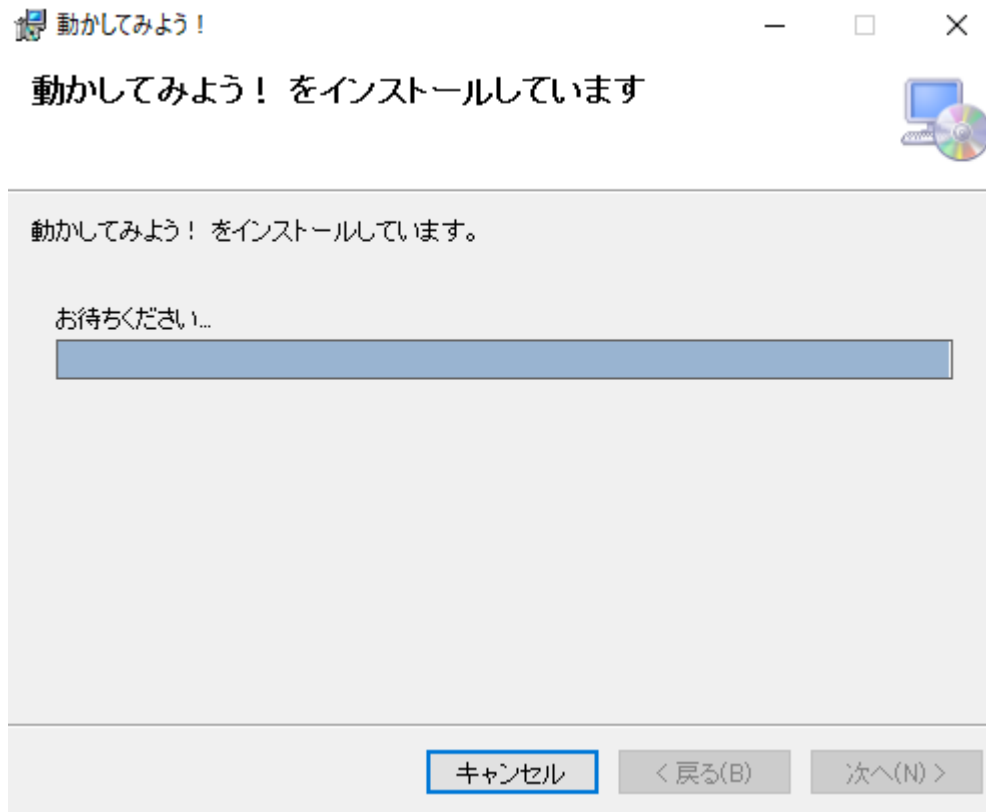 動かしてみよう！
動かしてみよう！ をインストールしています
動かしてみよう！ をインストールしています。
お待ちください...
キャンセル
< 戻る(B)
次へ(N) >